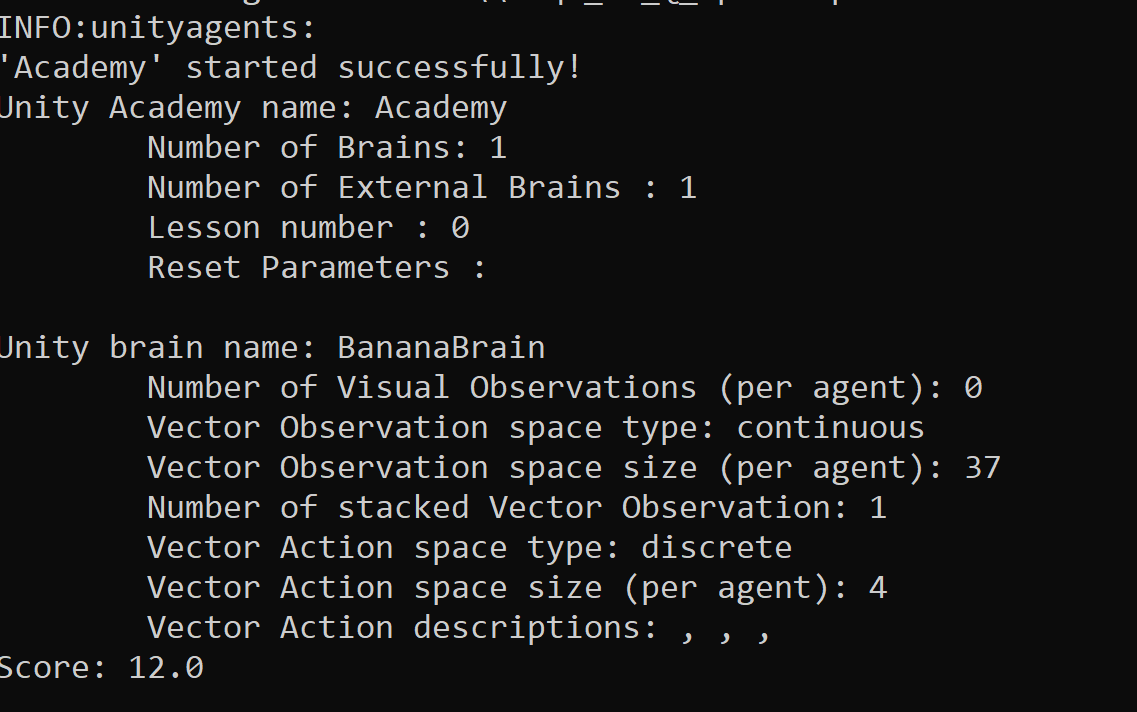 INFO:unityagents:
'Academy' started successfully!
Unity Academy name: Academy
Number of Brains: 1
Number of External Brains : 1
Lesson number : 0
Reset Parameters :
Unity brain name: BananaBrain
Number of Visual Observations (per agent): 0
Vector Observation space type: continuous
Vector Observation space size (per agent): 37
Number of stacked Vector Observation: 1
Vector Action space type: discrete
Vector Action space size (per agent): 4
Vector Action descriptions: , , ,
Score: 12.0